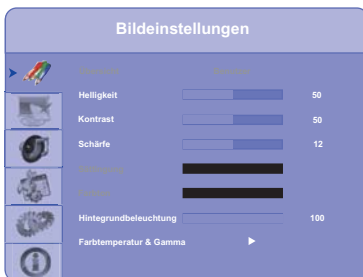 Bildeinstellungen
Helligkeit 50
Kontrast 50
Schärfe 12
Hintegrundbeleuchtung 100
Farbtemperatur & Gamma